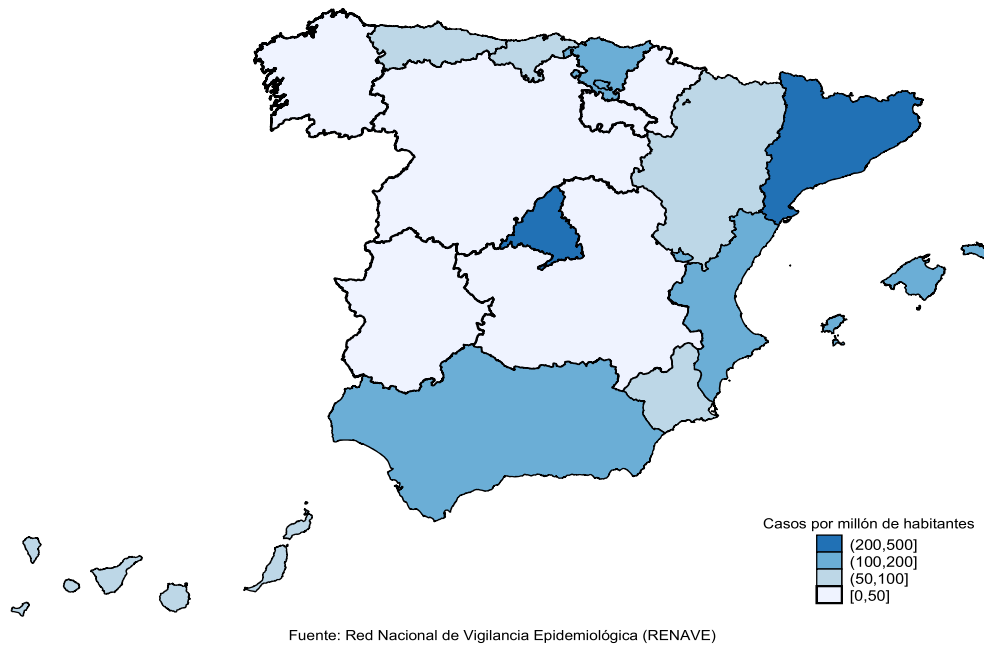 Casos por millón de habitantes
(200,500]
(100,200]
(50,100]
[0,50]
Fuente: Red Nacional de Vigilancia Epidemiológica (RENAVE)